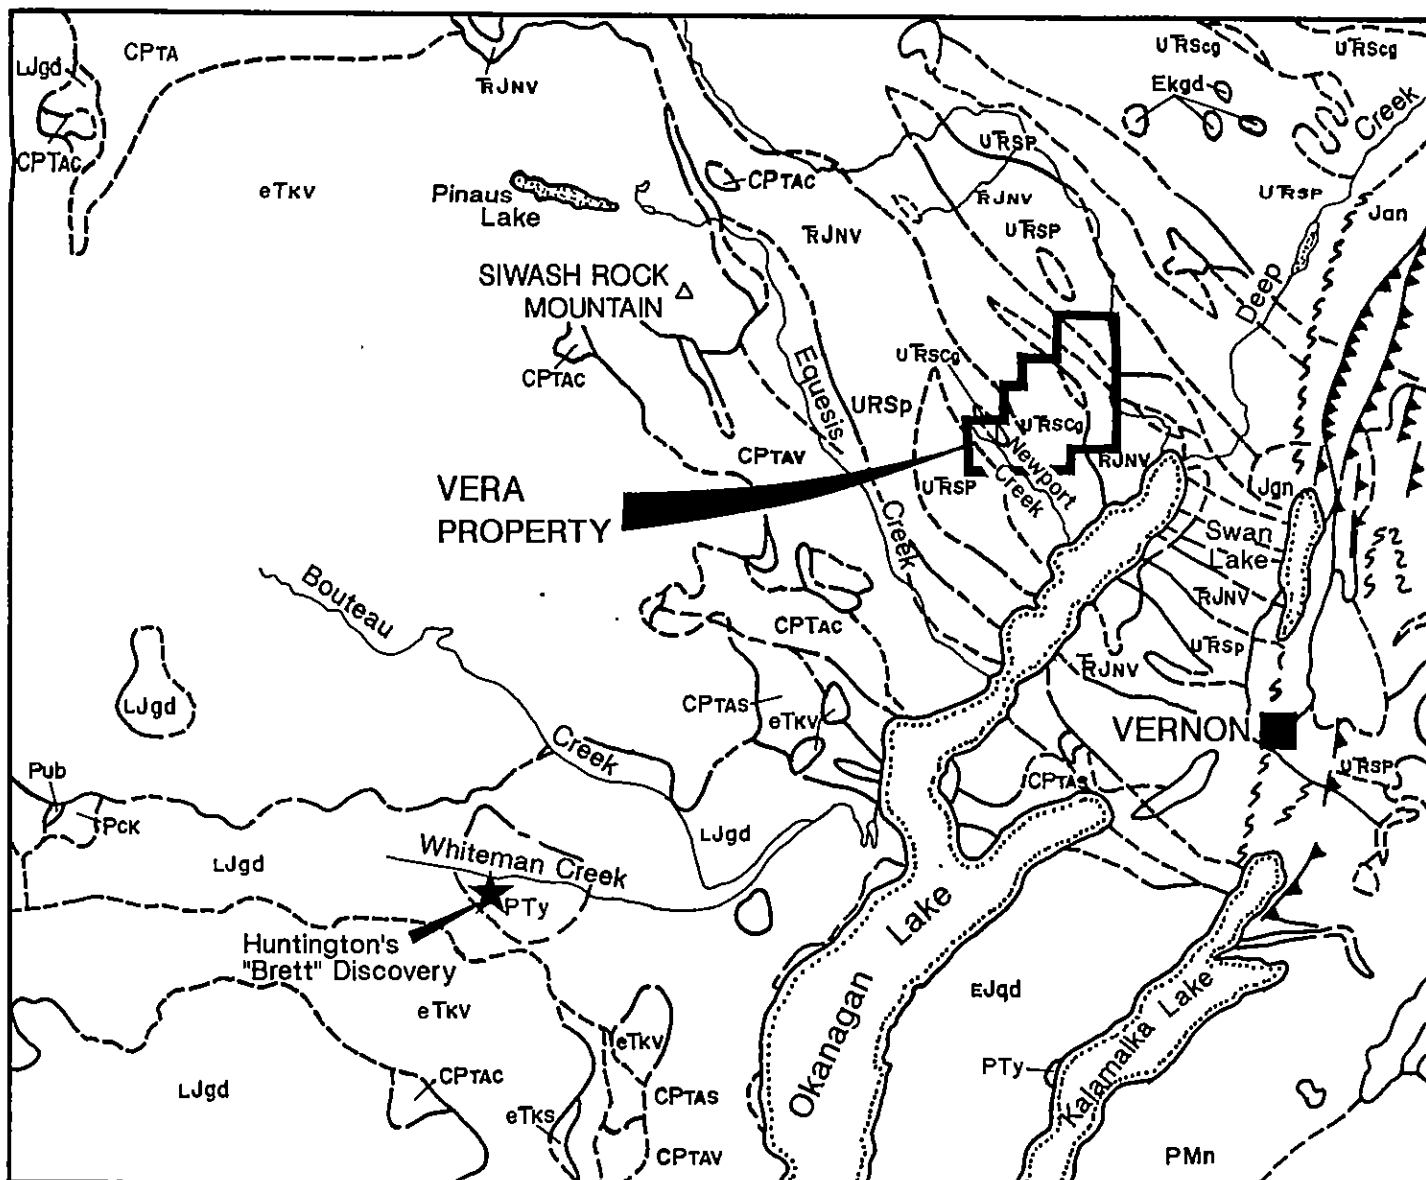 LJgd
CPTA
TRJNV
UTRScg
UTRScg
Ekgd
Creek
CPTAC
eTKV
Pinaus
Lake
CPTAC
UTRSP
TRJNV
UTRSP
TRJNV
UTRSP
Jan
Deep
SIWASH ROCK
MOUNTAIN
CPTAC
Equesis
Creek
URSp
UTRSCg
UTRSCg
Newport
Creek
TRJNV
UTRSP
CPTAV
VERA
PROPERTY
Jgn
Swan
Lake
TRJNV
UTRSp
TRJNV
Bouteau
Creek
CPTAC
CPTAS
eTKV
LJgd
VERNON
UTRSP
Pub
PCK
CPTAS
LJgd
LJgd
Whiteman Creek
PTy
Huntington's
"Brett" Discovery
Okanagan
Lake
EJqd
Kalamalka Lake
PTy
eTKV
eTKV
LJgd
CPTAC
eTKS
CPTAS
CPTAV
PMn